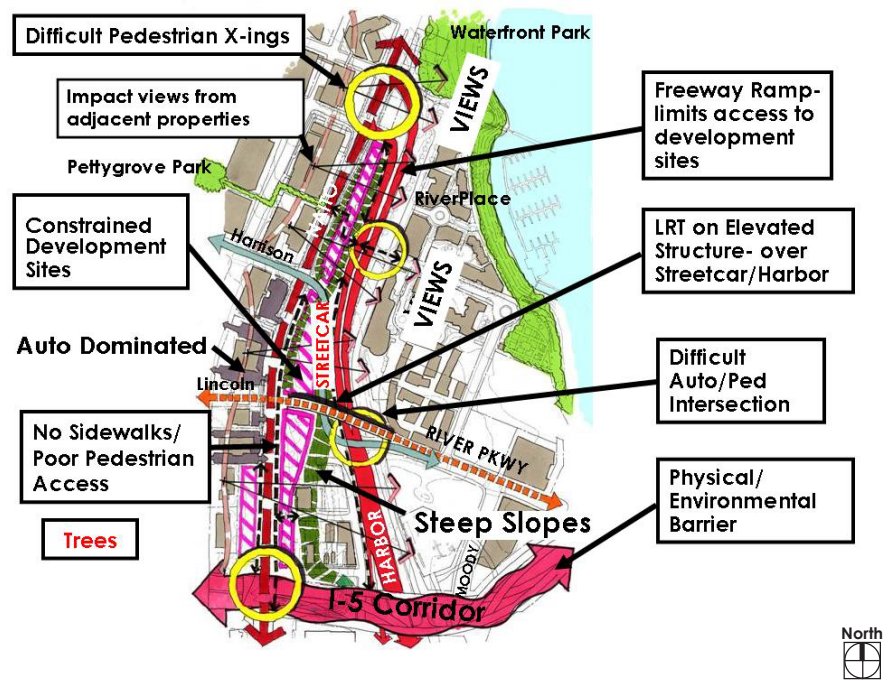 Difficult Pedestrian X-ings
Waterfront Park
VIEWS
Impact views from
adjacent properties
Freeway Ramp-
limits access to
development
sites
Pettygrove Park
NAITO
RiverPlace
Constrained
Development
Sites
Harrison
LRT on Elevated
Structure- over
Streetcar/Harbor
VIEWS
STREETCAR
Auto Dominated
Lincoln
Difficult
Auto/Ped
Intersection
No Sidewalks/
Poor Pedestrian
Access
RIVER PKWY
Physical/
Environmental
Barrier
Steep Slopes
Trees
HARBOR
MOODY
I-5 Corridor
North